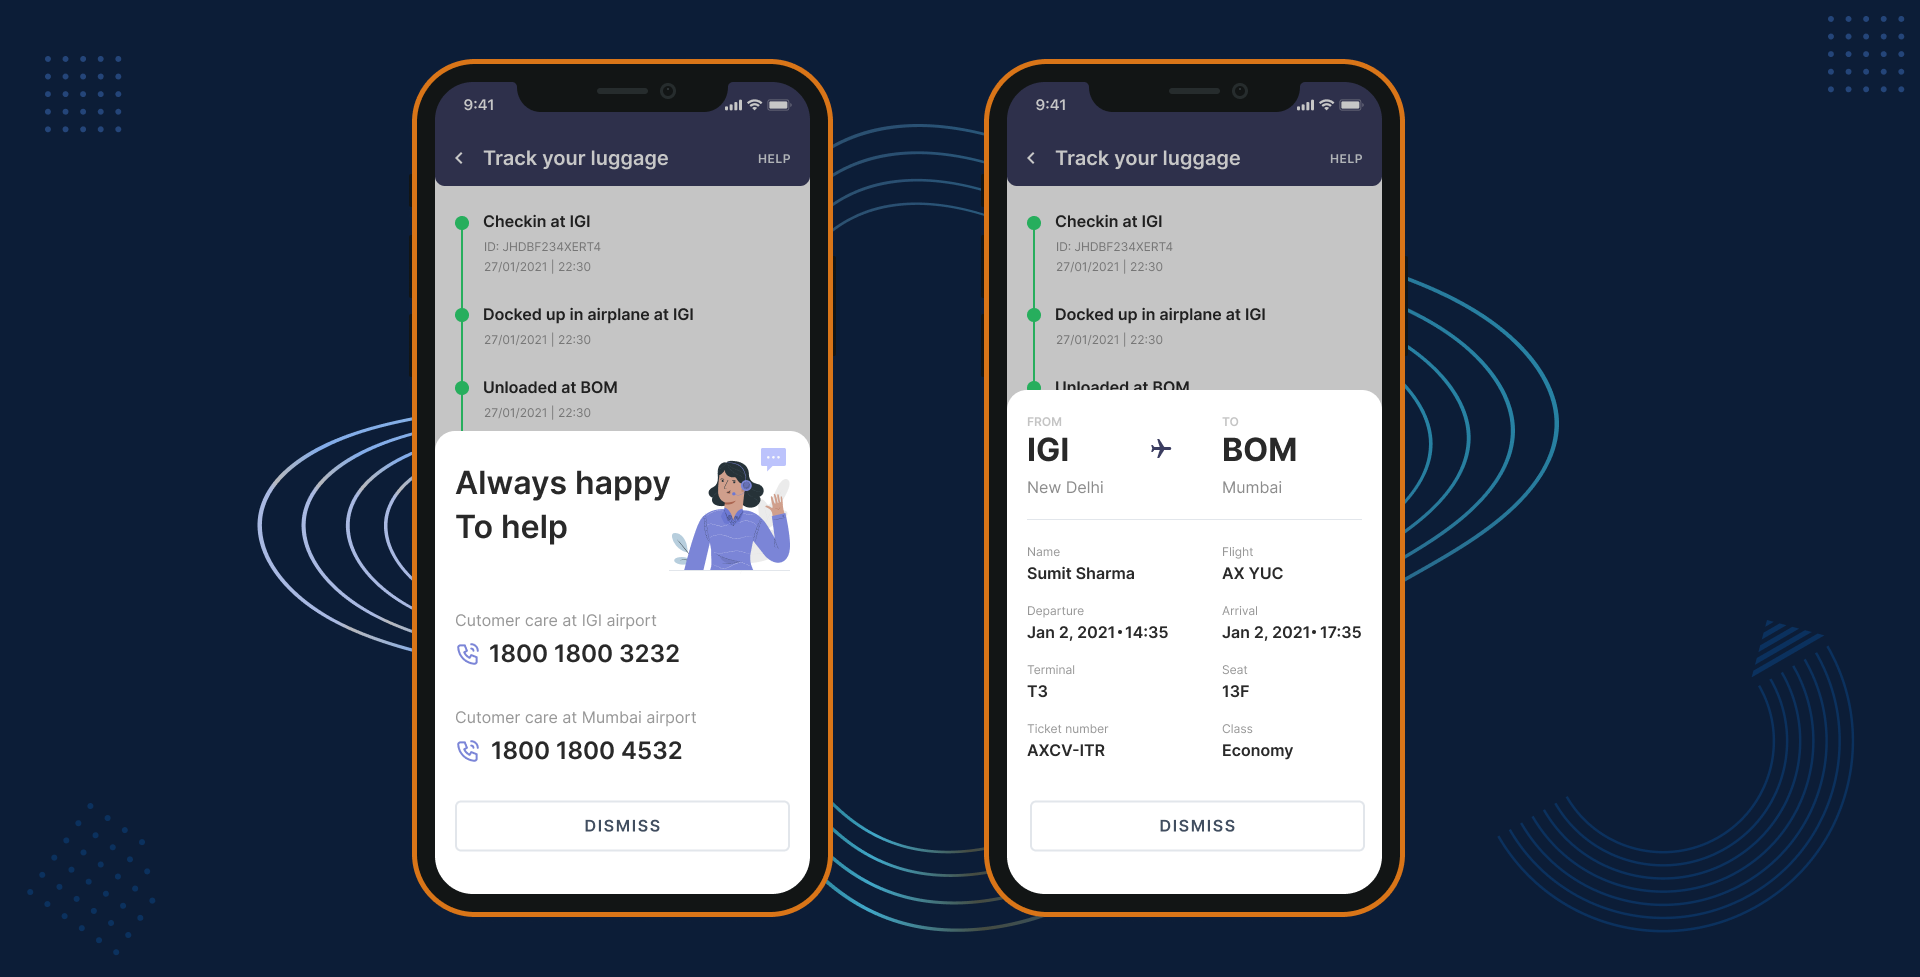 9:41
Track your luggage
HELP
Checkin at IGI
ID: JHDBF234XERT4
27/01/2021 | 22:30
Docked up in airplane at IGI
27/01/2021 | 22:30
Unloaded at BOM
27/01/2021 | 22:30
Always happy
To help
Cutomer care at IGI airport
1800 1800 3232
Cutomer care at Mumbai airport
1800 1800 4532
DISMISS
9:41
Track your luggage
HELP
Checkin at IGI
ID: JHDBF234XERT4
27/01/2021 | 22:30
Docked up in airplane at IGI
27/01/2021 | 22:30
Unloaded at BOM
FROM TO
IGI BOM
New Delhi Mumbai
Name Flight
Sumit Sharma AX YUC
Departure Arrival
Jan 2, 2021•14:35 Jan 2, 2021•17:35
Terminal Seat
T3 13F
Ticket number Class
AXCV-ITR Economy
DISMISS